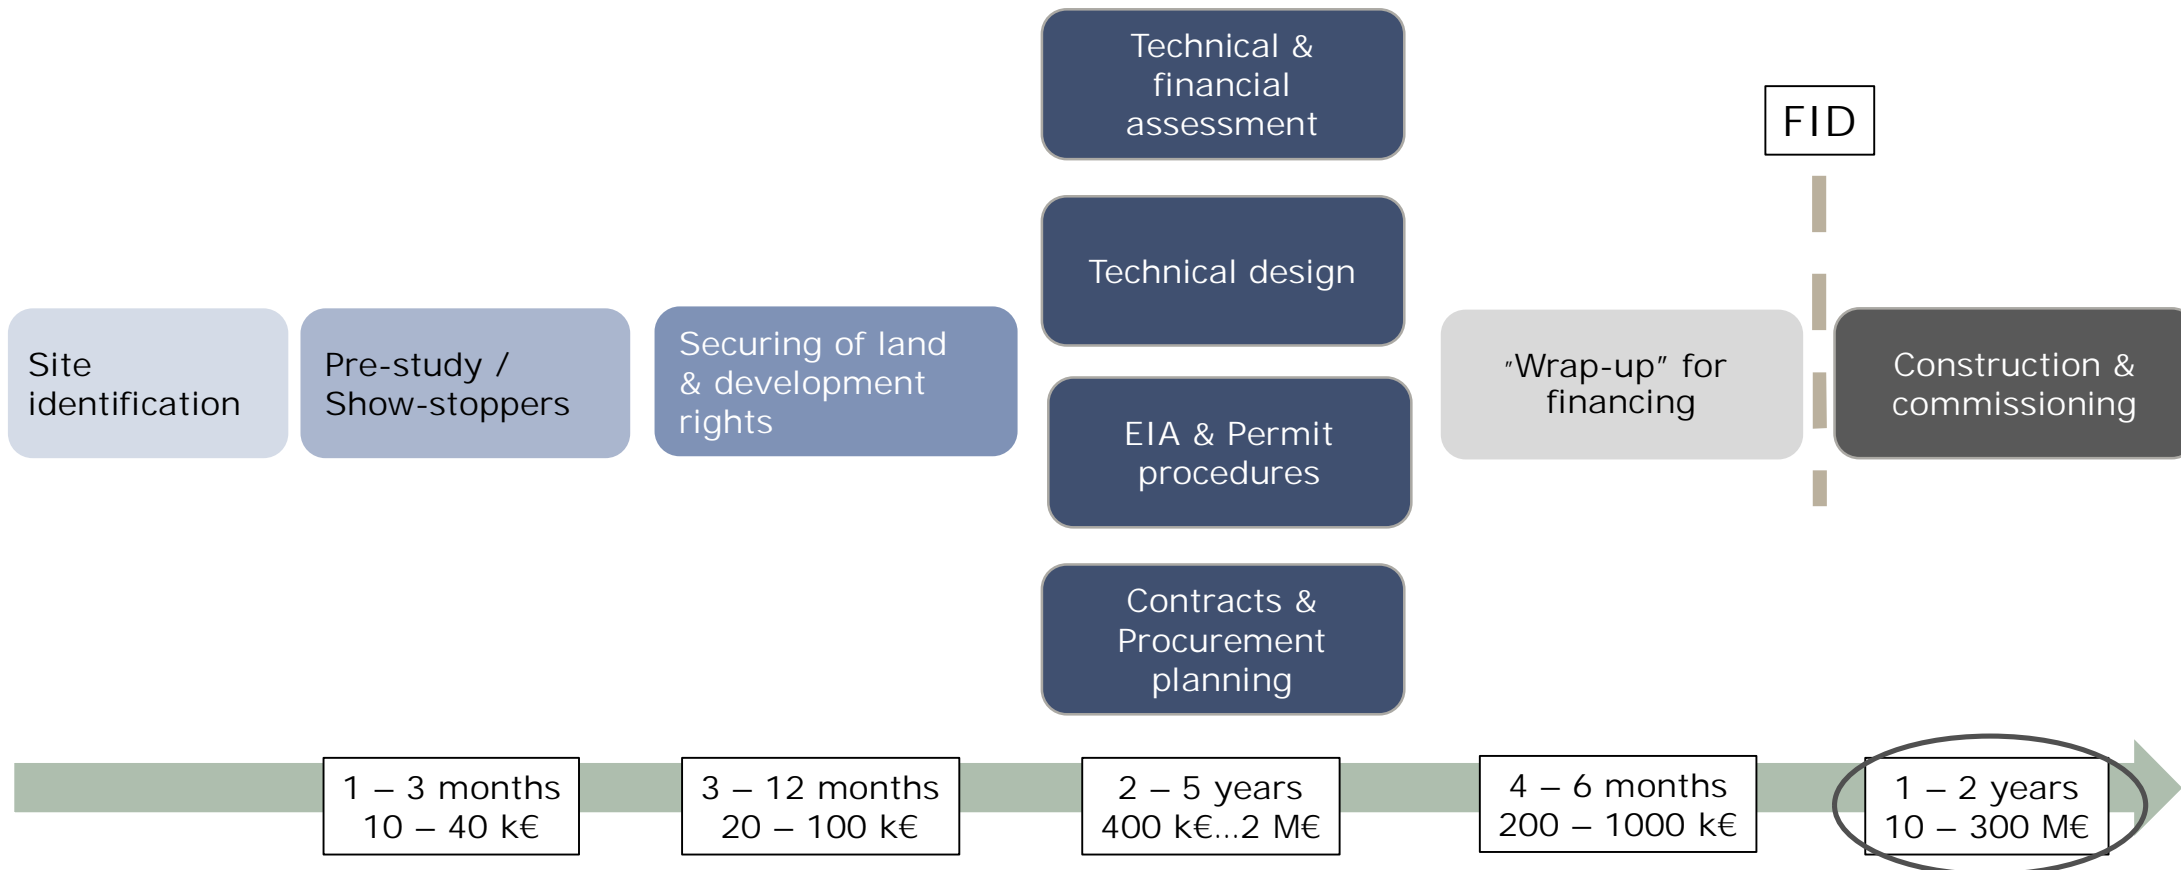 Site
identification
Pre-study /
Show-stoppers
Securing of land
& development
rights
Technical &
financial
assessment
Technical design
EIA & Permit
procedures
Contracts &
Procurement
planning
"Wrap-up” for
financing
FID
Construction &
commissioning
1 – 3 months
10 – 40 k€
3 – 12 months
20 – 100 k€
2 – 5 years
400 k€...2 M€
4 – 6 months
200 – 1000 k€
1 – 2 years
10 – 300 M€